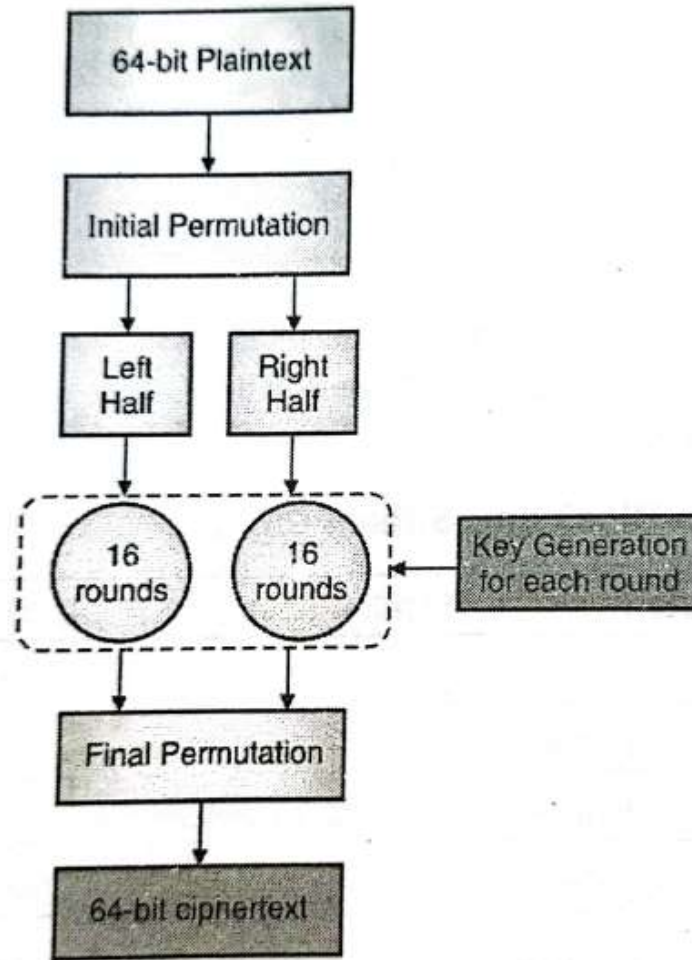 64-bit Plaintext
Initial Permutation
Left
Half
Right
Half
16
rounds
16
rounds
Key Generation
for each round
Final Permutation
64-bit ciphertext